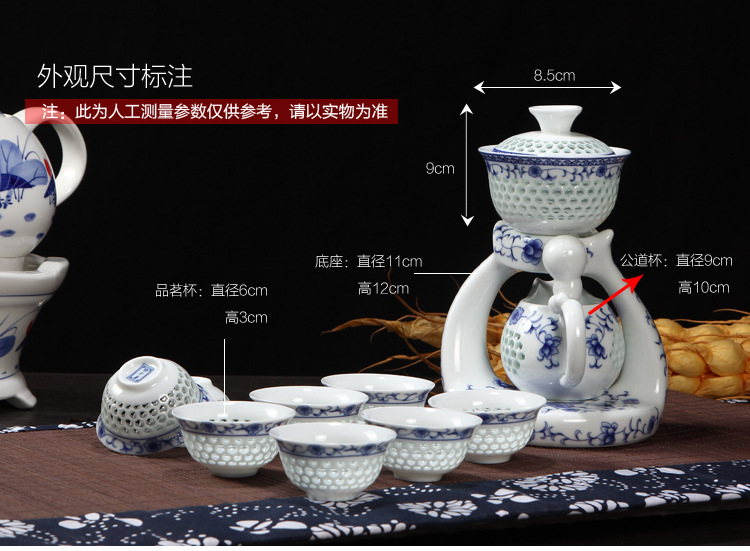 外观尺寸标注
注：此为人工测量参数仅供参考，请以实物为准
8.5cm
9cm
底座：直径11cm
高12cm
公道杯：直径9cm
高10cm
品茗杯：直径6cm
高3cm